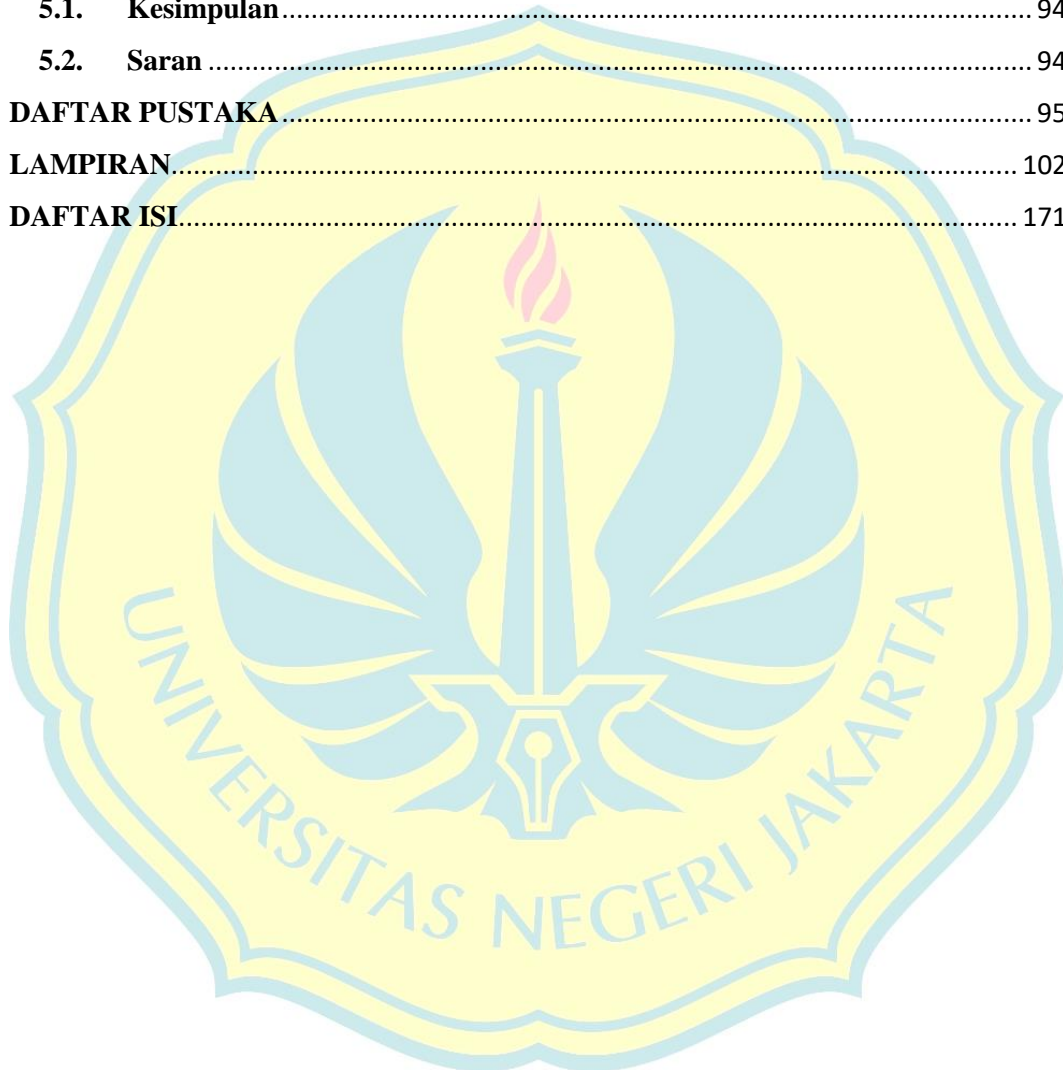 5.1. Kesimpulan........................................................................................................ 94
5.2. Saran ................................................................................................................. 94
DAFTAR PUSTAKA........................................................................................................ 95
LAMPIRAN..................................................................................................................... 102
DAFTAR ISI.................................................................................................................... 171
UNIVERSITAS NEGERI JAKARTA